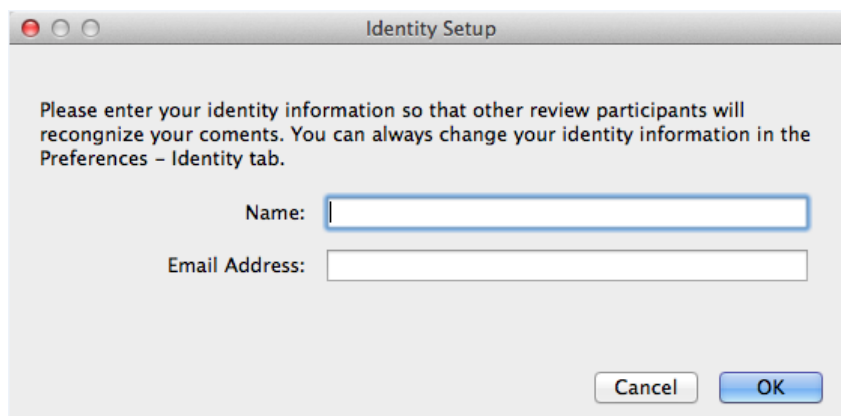 Identity Setup
Please enter your identity information so that other review participants will
recongnize your coments. You can always change your identity information in the
Preferences – Identity tab.
Name:
Email Address:
Cancel OK